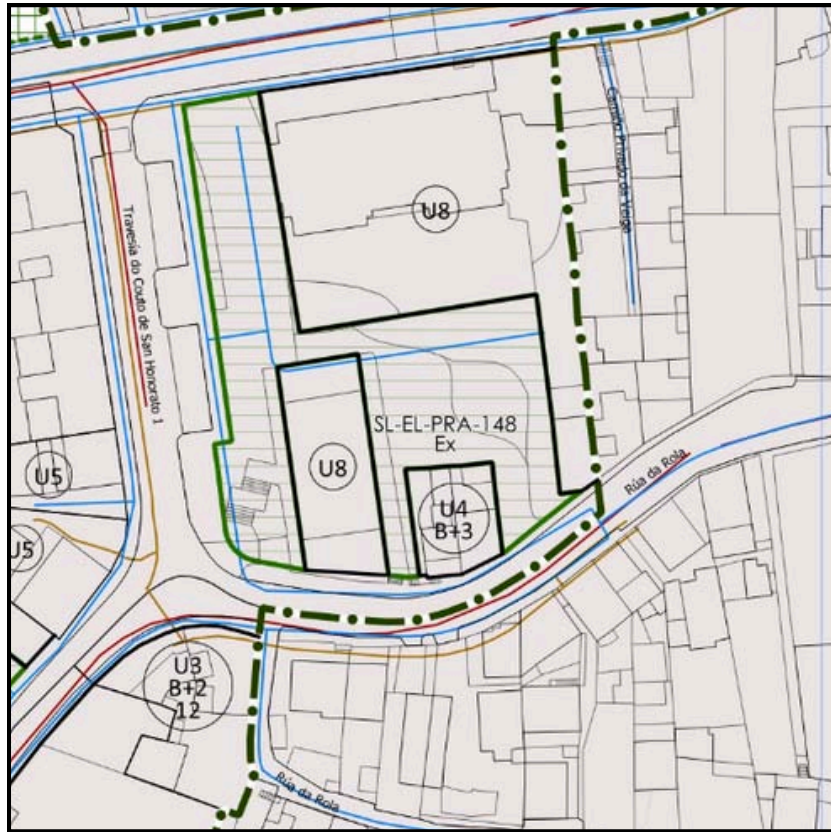 Camiño Privado da Veiga
U8
Travesía do Couto de San Honorato 1
SL-EL-PRA-148
Ex
U8
U5
U4
B+3
Rúa da Rola
U5
U3
B+2
12
Rúa da Rola